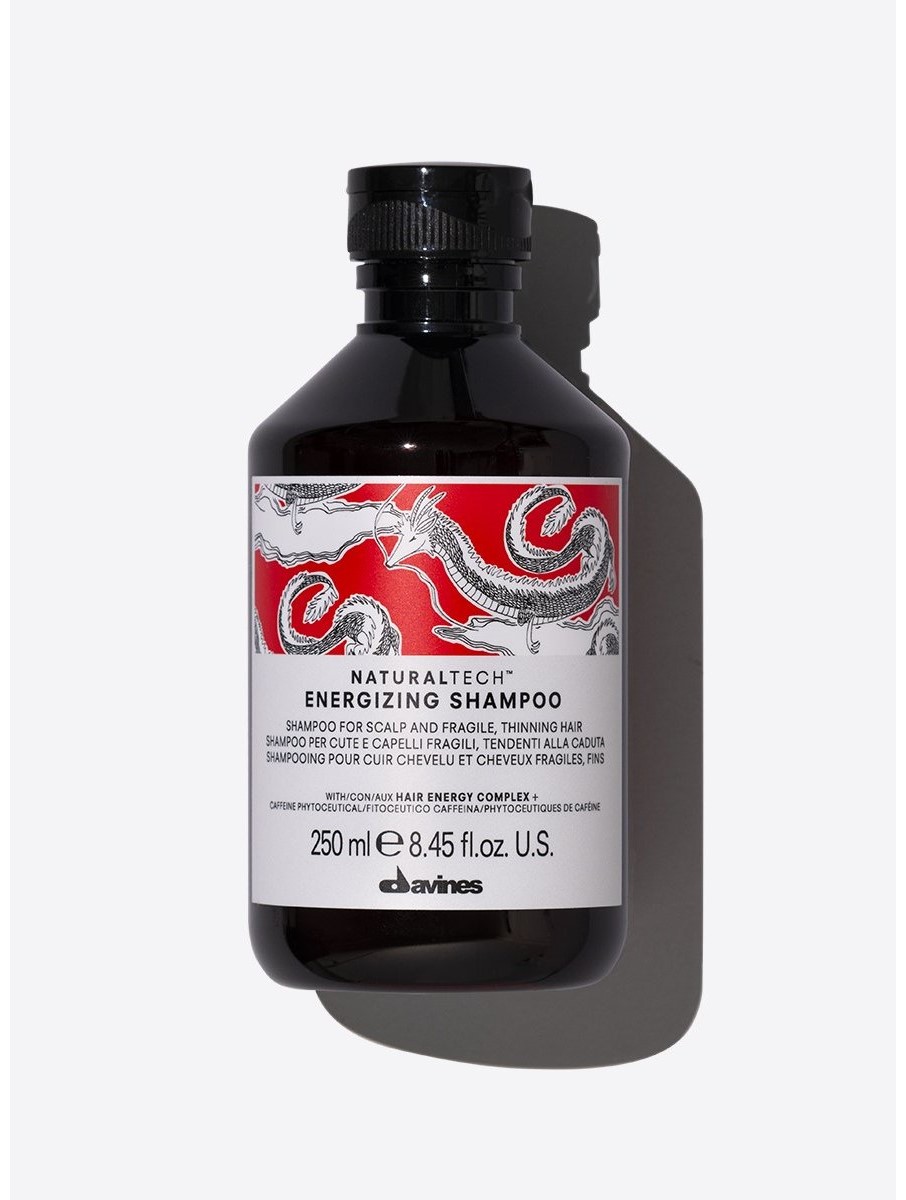 NATURALTECH™
ENERGIZING SHAMPOO
SHAMPOO FOR SCALP AND FRAGILE, THINNING HAIR
SHAMPOO PER CUTE E CAPELLI FRAGILI, TENDENTI ALLA CADUTA
SHAMPOOING POUR CUIR CHEVELU ET CHEVEUX FRAGILES, FINS
WITH/CON/AUX HAIR ENERGY COMPLEX +
CAFFEINE PHYTOCEUTICAL/FITOCEUTICO CAFFEINA/PHYTOCEUTIQUES DE CAFÉINE
250 ml ℮ 8.45 fl.oz. U.S.
davines